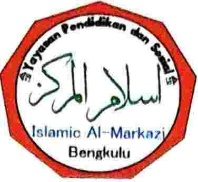 Yayasan Pendidikan dan Sosial
اسلام المركز
Islamic Al-Markazi
Bengkulu